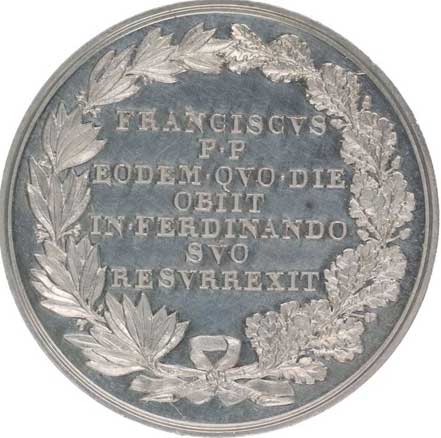 FRANCISCVS
P·P
EODEM·QVO·DIE
OBIIT
IN·FERDINANDO
SVO
RESVRREXIT